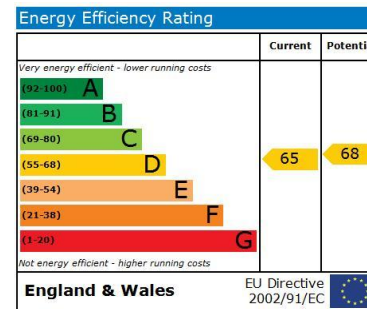 Energy Efficiency Rating
Current Potenti
Very energy efficient - lower running costs
(92-100) A
(81-91) B
(69-80) C
(55-68) D
65 68
(39-54) E
(21-38) F
(1-20) G
Not energy efficient - higher running costs
England & Wales
EU Directive
2002/91/EC